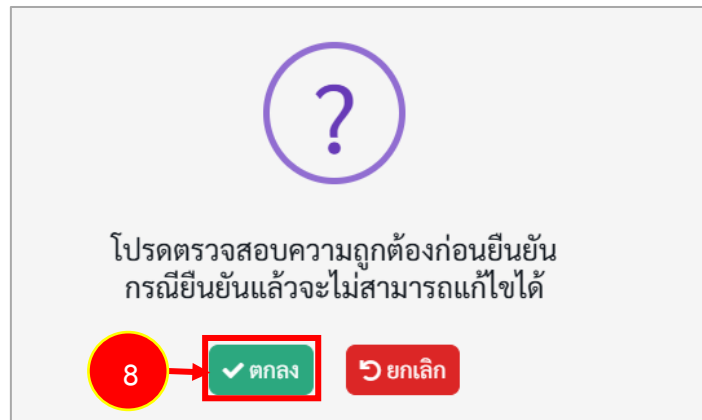 ?
โปรดตรวจสอบความถูกต้องก่อนยืนยัน
กรณียืนยันแล้วจะไม่สามารถแก้ไขได้
8 ตกลง ยกเลิก